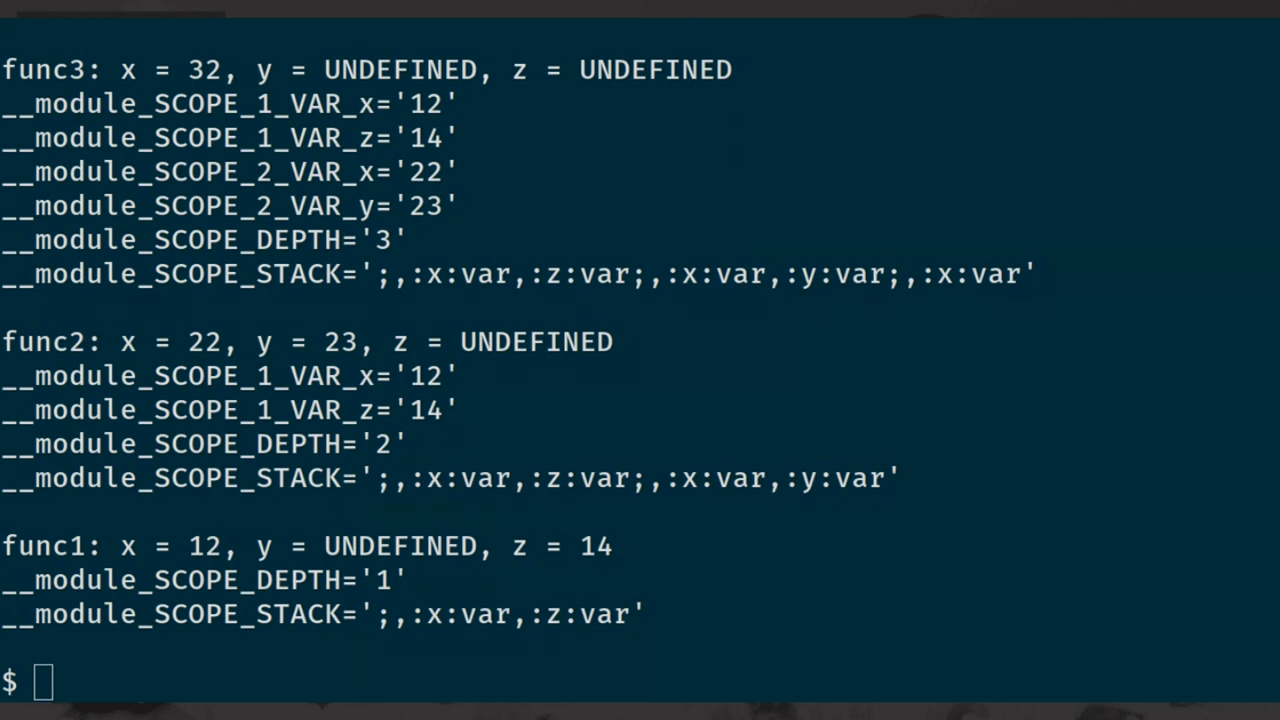 func3: x = 32, y = UNDEFINED, z = UNDEFINED
__module_SCOPE_1_VAR_x='12'
__module_SCOPE_1_VAR_z='14'
__module_SCOPE_2_VAR_x='22'
__module_SCOPE_2_VAR_y='23'
__module_SCOPE_DEPTH='3'
__module_SCOPE_STACK=';,:x:var,:z:var;,:x:var,:y:var;,:x:var'
func2: x = 22, y = 23, z = UNDEFINED
__module_SCOPE_1_VAR_x='12'
__module_SCOPE_1_VAR_z='14'
__module_SCOPE_DEPTH='2'
__module_SCOPE_STACK=';,:x:var,:z:var;,:x:var,:y:var'
func1: x = 12, y = UNDEFINED, z = 14
__module_SCOPE_DEPTH='1'
__module_SCOPE_STACK=';,:x:var,:z:var'
$